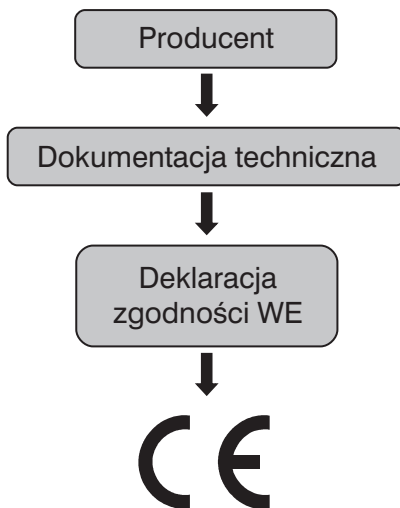 Producent
Dokumentacja techniczna
Deklaracja
zgodności WE
CE